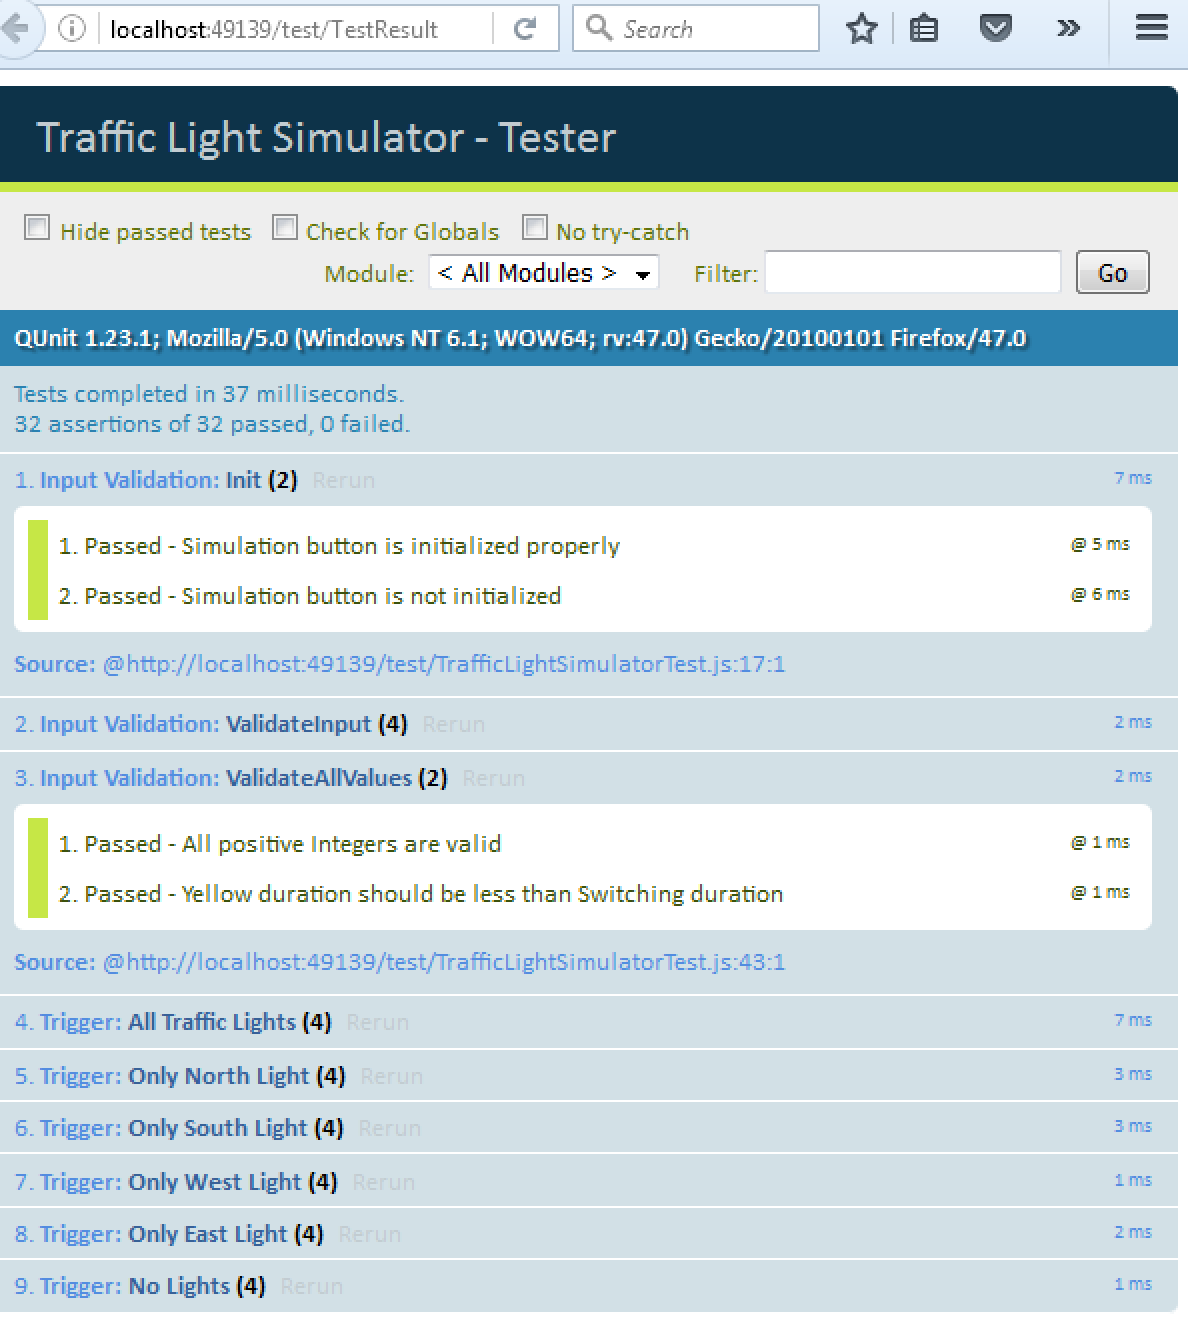 localhost:49139/test/TestResult
Search
Traffic Light Simulator - Tester
Hide passed tests Check for Globals No try-catch
Module: < All Modules > Filter: Go
QUnit 1.23.1; Mozilla/5.0 (Windows NT 6.1; WOW64; rv:47.0) Gecko/20100101 Firefox/47.0
Tests completed in 37 milliseconds.
32 assertions of 32 passed, 0 failed.
1. Input Validation: Init (2) Rerun 7 ms
1. Passed - Simulation button is initialized properly @ 5 ms
2. Passed - Simulation button is not initialized @ 6 ms
Source: @http://localhost:49139/test/TrafficLightSimulatorTest.js:17:1
2. Input Validation: ValidateInput (4) Rerun 2 ms
3. Input Validation: ValidateAllValues (2) Rerun 2 ms
1. Passed - All positive Integers are valid @ 1 ms
2. Passed - Yellow duration should be less than Switching duration @ 1 ms
Source: @http://localhost:49139/test/TrafficLightSimulatorTest.js:43:1
4. Trigger: All Traffic Lights (4) Rerun 7 ms
5. Trigger: Only North Light (4) Rerun 3 ms
6. Trigger: Only South Light (4) Rerun 3 ms
7. Trigger: Only West Light (4) Rerun 1 ms
8. Trigger: Only East Light (4) Rerun 2 ms
9. Trigger: No Lights (4) Rerun 1 ms